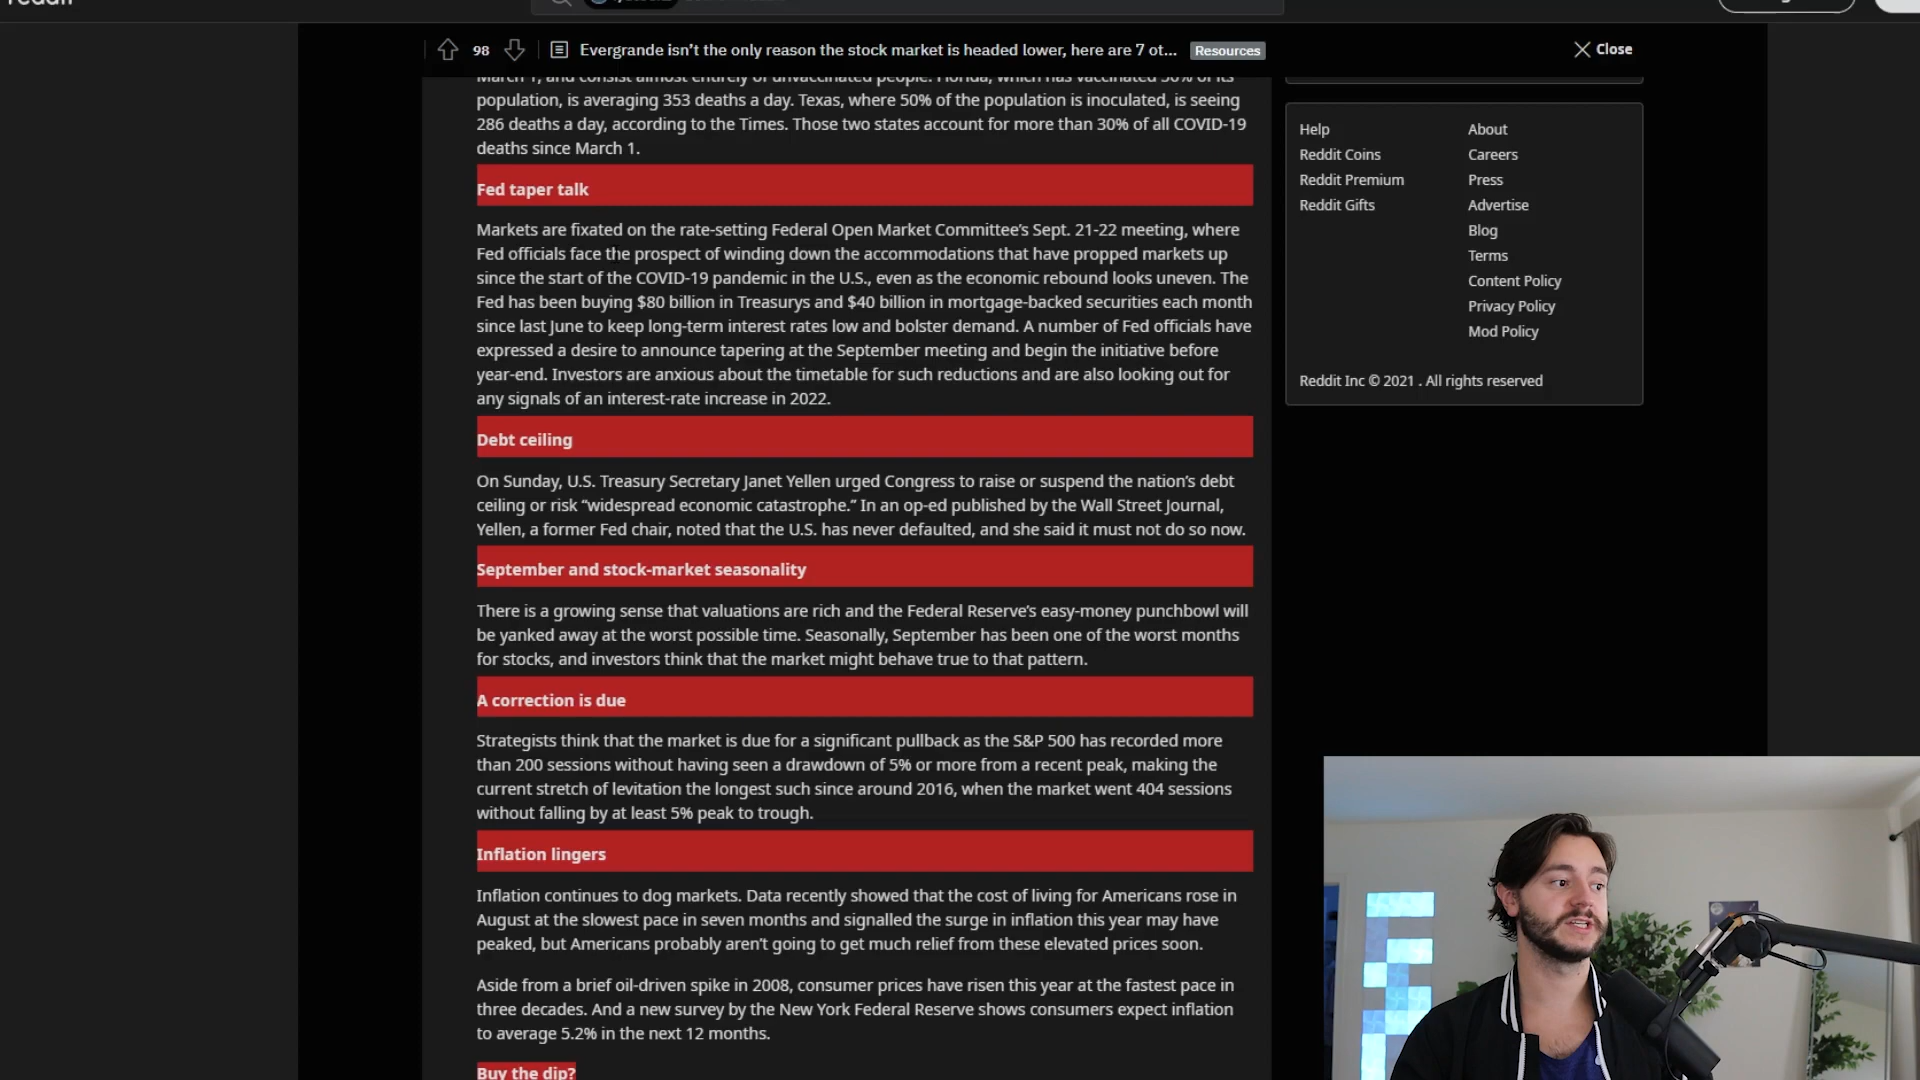 98
Evergrande isn’t the only reason the stock market is headed lower, here are 7 ot...
Resources
Close
March 1, and consist almost entirely of unvaccinated people. Florida, which has vaccinated 56% of its
population, is averaging 353 deaths a day. Texas, where 50% of the population is inoculated, is seeing
286 deaths a day, according to the Times. Those two states account for more than 30% of all COVID-19
deaths since March 1.
Fed taper talk
Markets are fixated on the rate-setting Federal Open Market Committee’s Sept. 21-22 meeting, where
Fed officials face the prospect of winding down the accommodations that have propped markets up
since the start of the COVID-19 pandemic in the U.S., even as the economic rebound looks uneven. The
Fed has been buying $80 billion in Treasurys and $40 billion in mortgage-backed securities each month
since last June to keep long-term interest rates low and bolster demand. A number of Fed officials have
expressed a desire to announce tapering at the September meeting and begin the initiative before
year-end. Investors are anxious about the timetable for such reductions and are also looking out for
any signals of an interest-rate increase in 2022.
Debt ceiling
On Sunday, U.S. Treasury Secretary Janet Yellen urged Congress to raise or suspend the nation’s debt
ceiling or risk “widespread economic catastrophe.” In an op-ed published by the Wall Street Journal,
Yellen, a former Fed chair, noted that the U.S. has never defaulted, and she said it must not do so now.
September and stock-market seasonality
There is a growing sense that valuations are rich and the Federal Reserve’s easy-money punchbowl will
be yanked away at the worst possible time. Seasonally, September has been one of the worst months
for stocks, and investors think that the market might behave true to that pattern.
A correction is due
Strategists think that the market is due for a significant pullback as the S&P 500 has recorded more
than 200 sessions without having seen a drawdown of 5% or more from a recent peak, making the
current stretch of levitation the longest such since around 2016, when the market went 404 sessions
without falling by at least 5% peak to trough.
Inflation lingers
Inflation continues to dog markets. Data recently showed that the cost of living for Americans rose in
August at the slowest pace in seven months and signalled the surge in inflation this year may have
peaked, but Americans probably aren’t going to get much relief from these elevated prices soon.
Aside from a brief oil-driven spike in 2008, consumer prices have risen this year at the fastest pace in
three decades. And a new survey by the New York Federal Reserve shows consumers expect inflation
to average 5.2% in the next 12 months.
Buy the dip?
Help
Reddit Coins
Reddit Premium
Reddit Gifts
About
Careers
Press
Advertise
Blog
Terms
Content Policy
Privacy Policy
Mod Policy
Reddit Inc © 2021 . All rights reserved